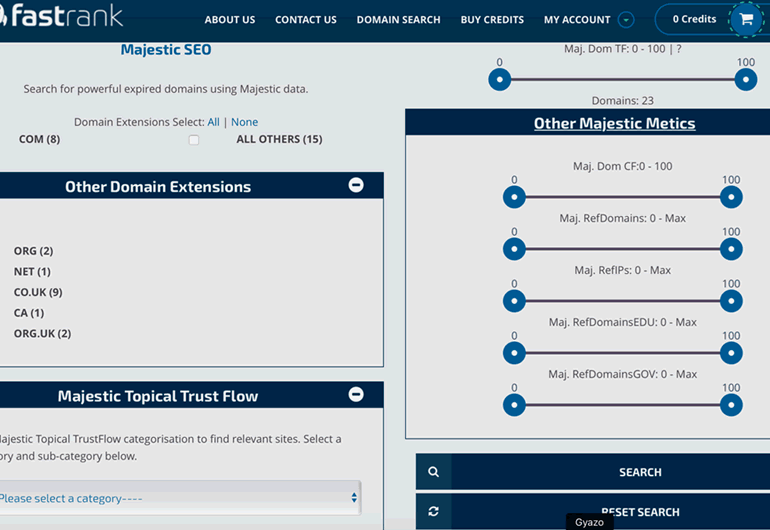 fastrank
ABOUT US CONTACT US DOMAIN SEARCH BUY CREDITS MY ACCOUNT 0 Credits
Majestic SEO
Search for powerful expired domains using Majestic data.
Domain Extensions Select: All | None
COM (8) ALL OTHERS (15)
Other Domain Extensions
ORG (2)
NET (1)
CO.UK (9)
CA (1)
ORG.UK (2)
Majestic Topical Trust Flow
ajestic Topical TrustFlow categorisation to find relevant sites. Select a
ory and sub-category below.
Please select a category----
Maj. Dom TF: 0 - 100 | ?
0 100
Domains: 23
Other Majestic Metics
Maj. Dom CF:0 - 100
0 100
Maj. RefDomains: 0 - Max
0 100
Maj. RefIPs: 0 - Max
0 100
Maj. RefDomainsEDU: 0 - Max
0 100
Maj. RefDomainsGOV: 0 - Max
0 100
SEARCH
RESET SEARCH
Gyazo